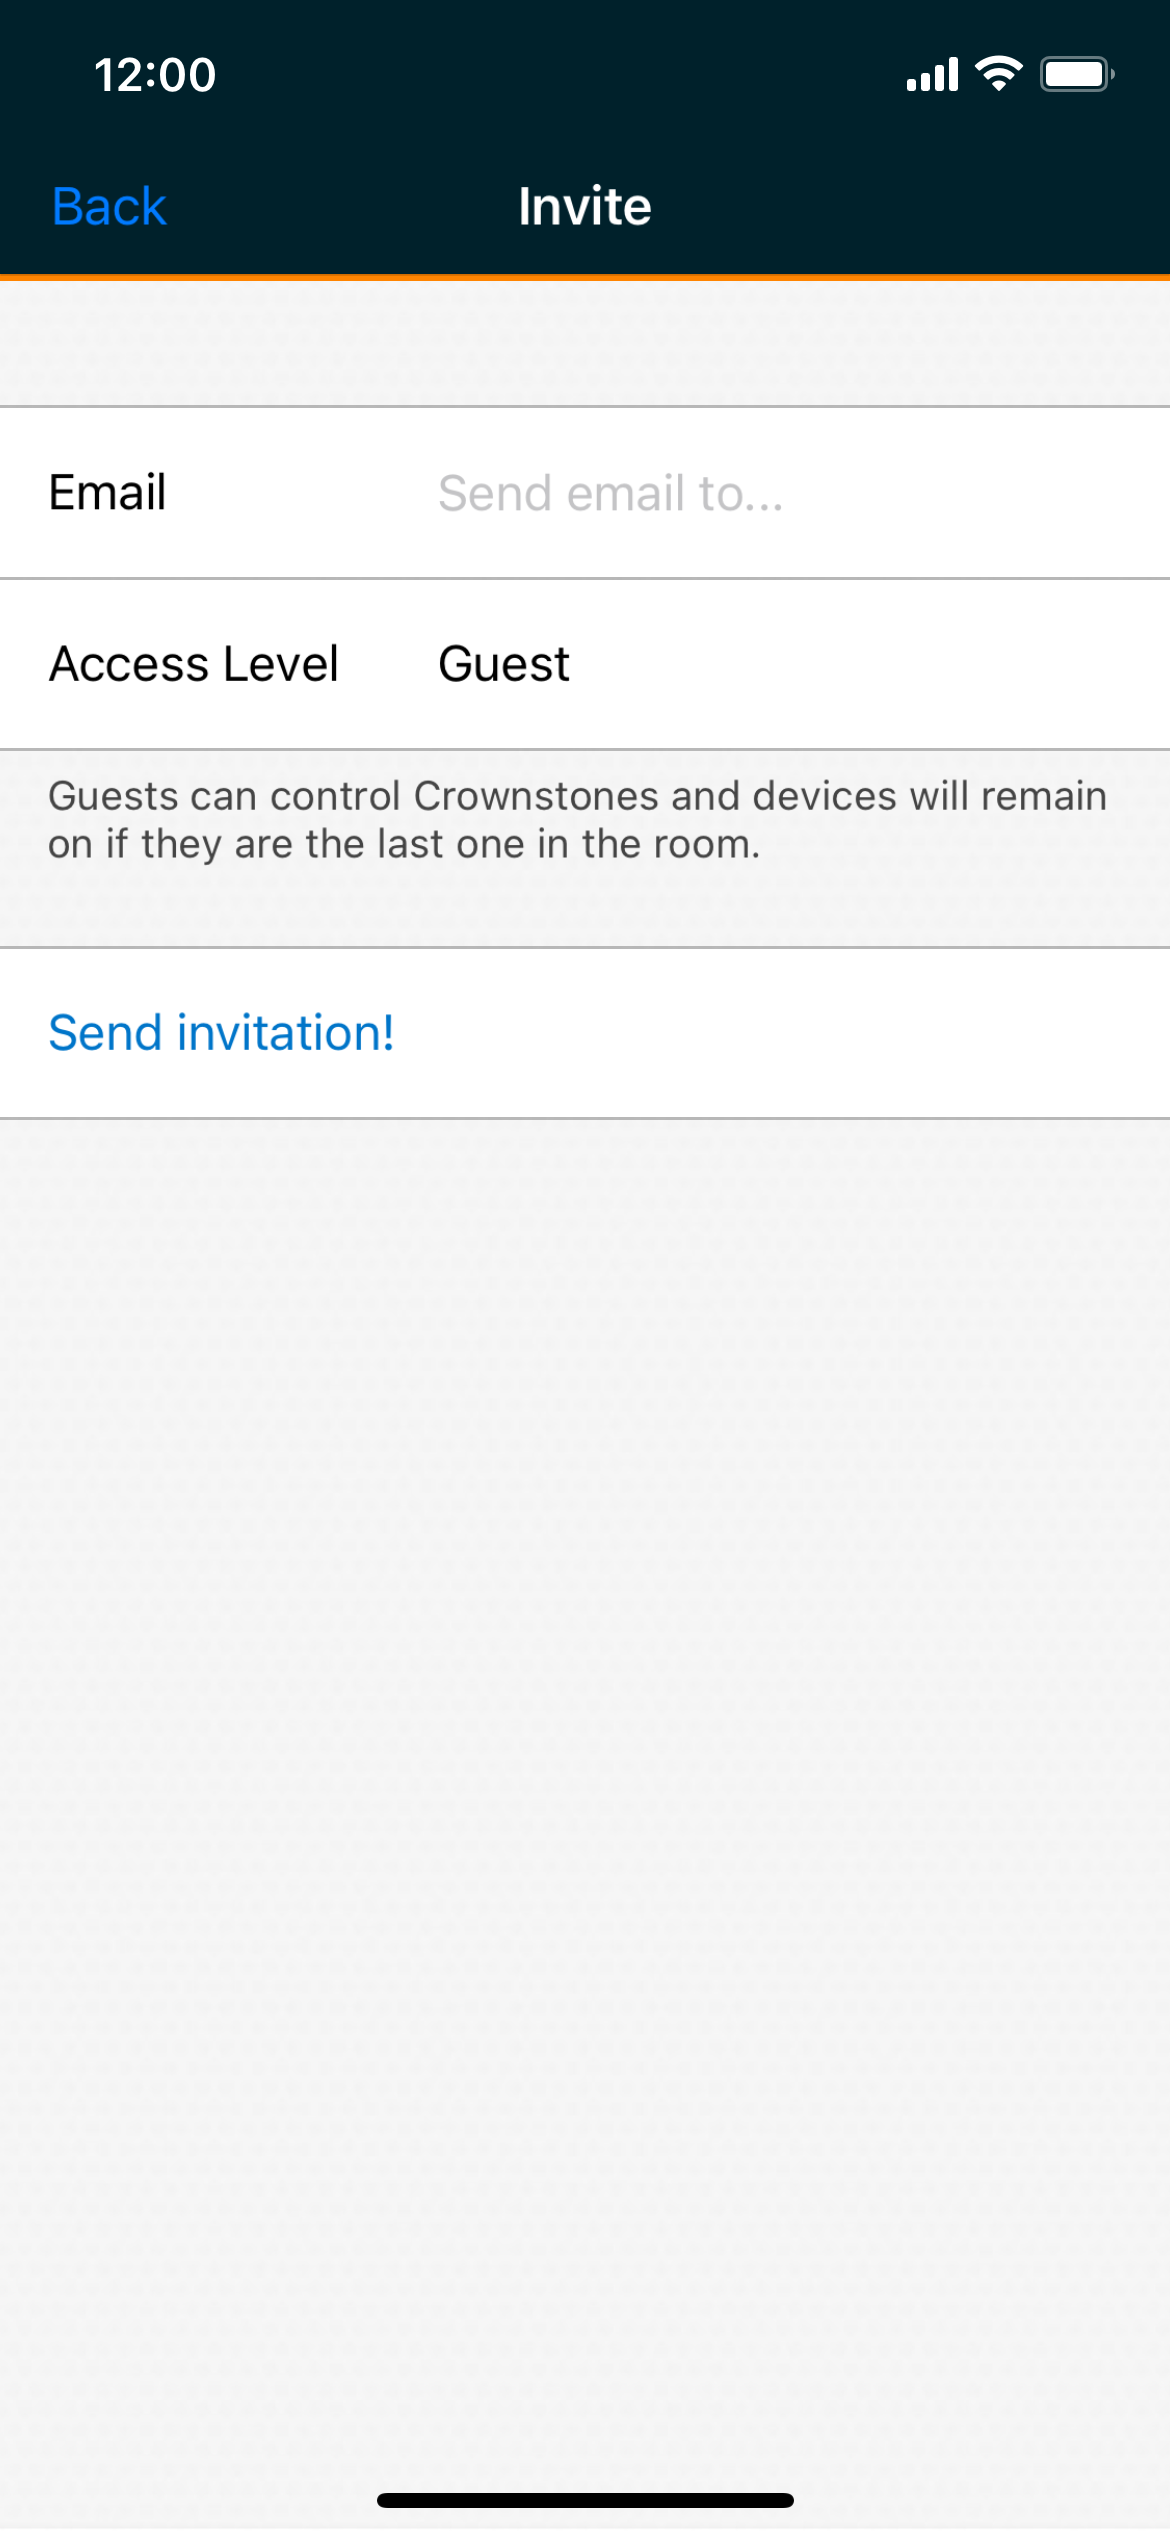 12:00
Back
Invite
Email
Send email to...
Access Level
Guest
Guests can control Crownstones and devices will remain
on if they are the last one in the room.
Send invitation!